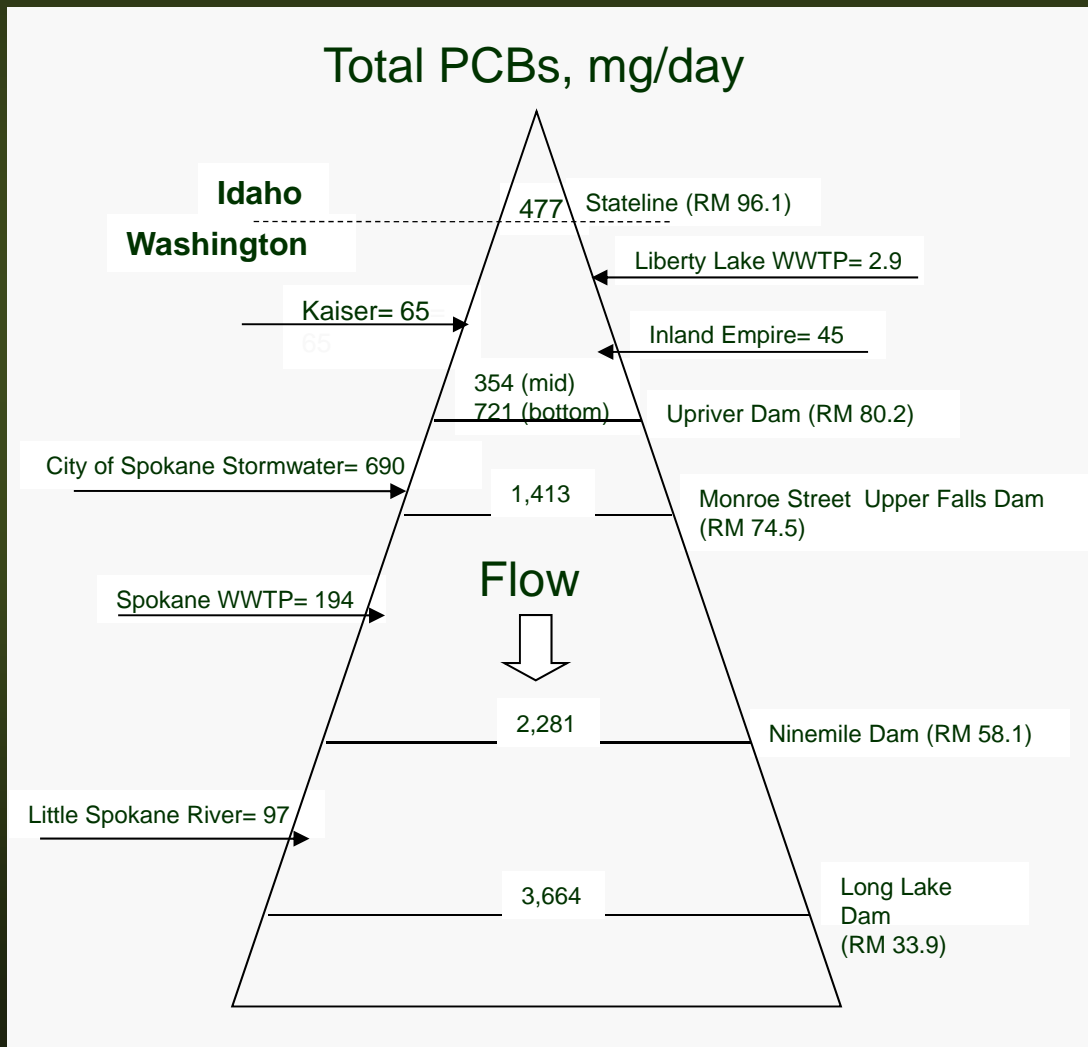 Total PCBs, mg/day
Idaho
477
Stateline (RM 96.1)
Washington
Liberty Lake WWTP= 2.9
Kaiser= 65
65
Inland Empire= 45
354 (mid)
721 (bottom)
Upriver Dam (RM 80.2)
City of Spokane Stormwater= 690
1,413
Monroe Street  Upper Falls Dam
(RM 74.5)
Flow
Spokane WWTP= 194
2,281
Ninemile Dam (RM 58.1)
Little Spokane River= 97
3,664
Long Lake
Dam
(RM 33.9)